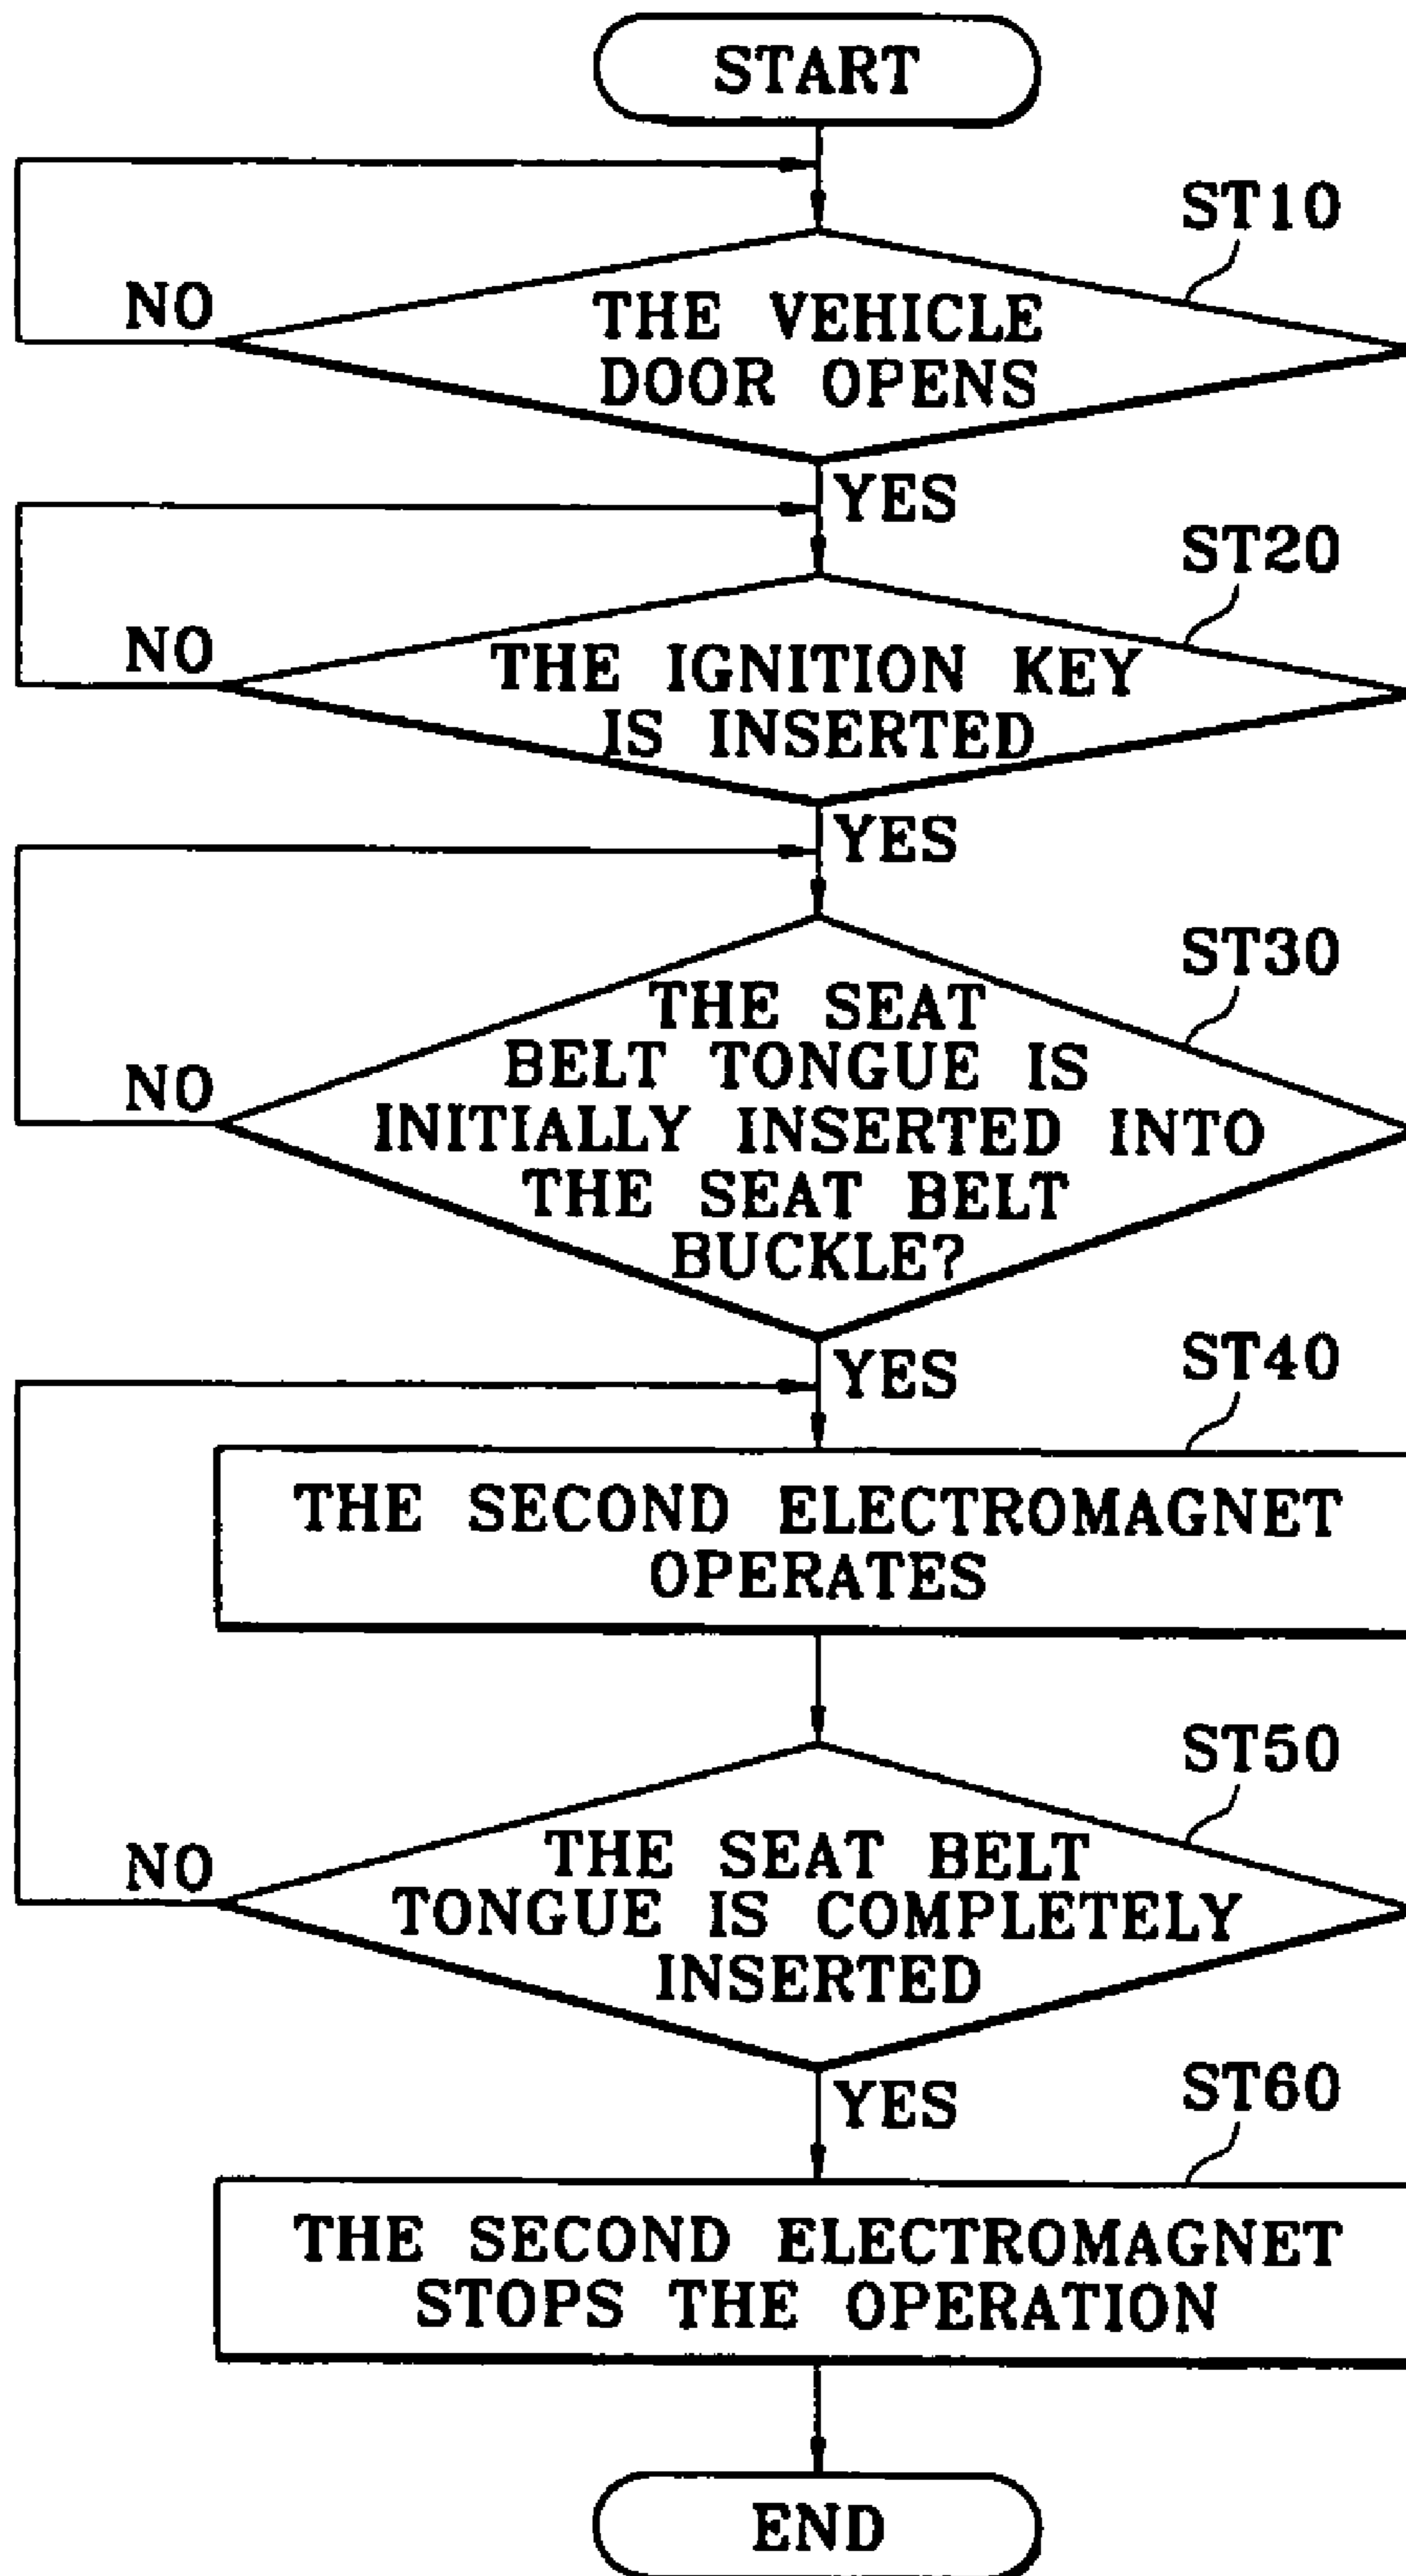 START
ST10
NO
THE VEHICLE
DOOR OPENS
YES
ST20
NO
THE IGNITION KEY
IS INSERTED
YES
ST30
THE SEAT
BELT TONGUE IS
NO
INITIALLY INSERTED INTO
THE SEAT BELT
BUCKLE?
YES
ST40
THE SECOND ELECTROMAGNET
OPERATES
ST50
NO
THE SEAT BELT
TONGUE IS COMPLETELY
INSERTED
YES
ST60
THE SECOND ELECTROMAGNET
STOPS THE OPERATION
END